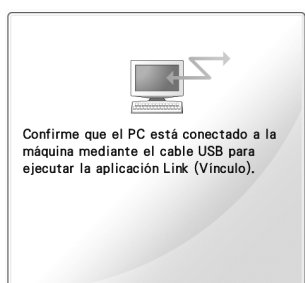 Confirme que el PC está conectado a la
máquina mediante el cable USB para
ejecutar la aplicación Link (Vínculo).